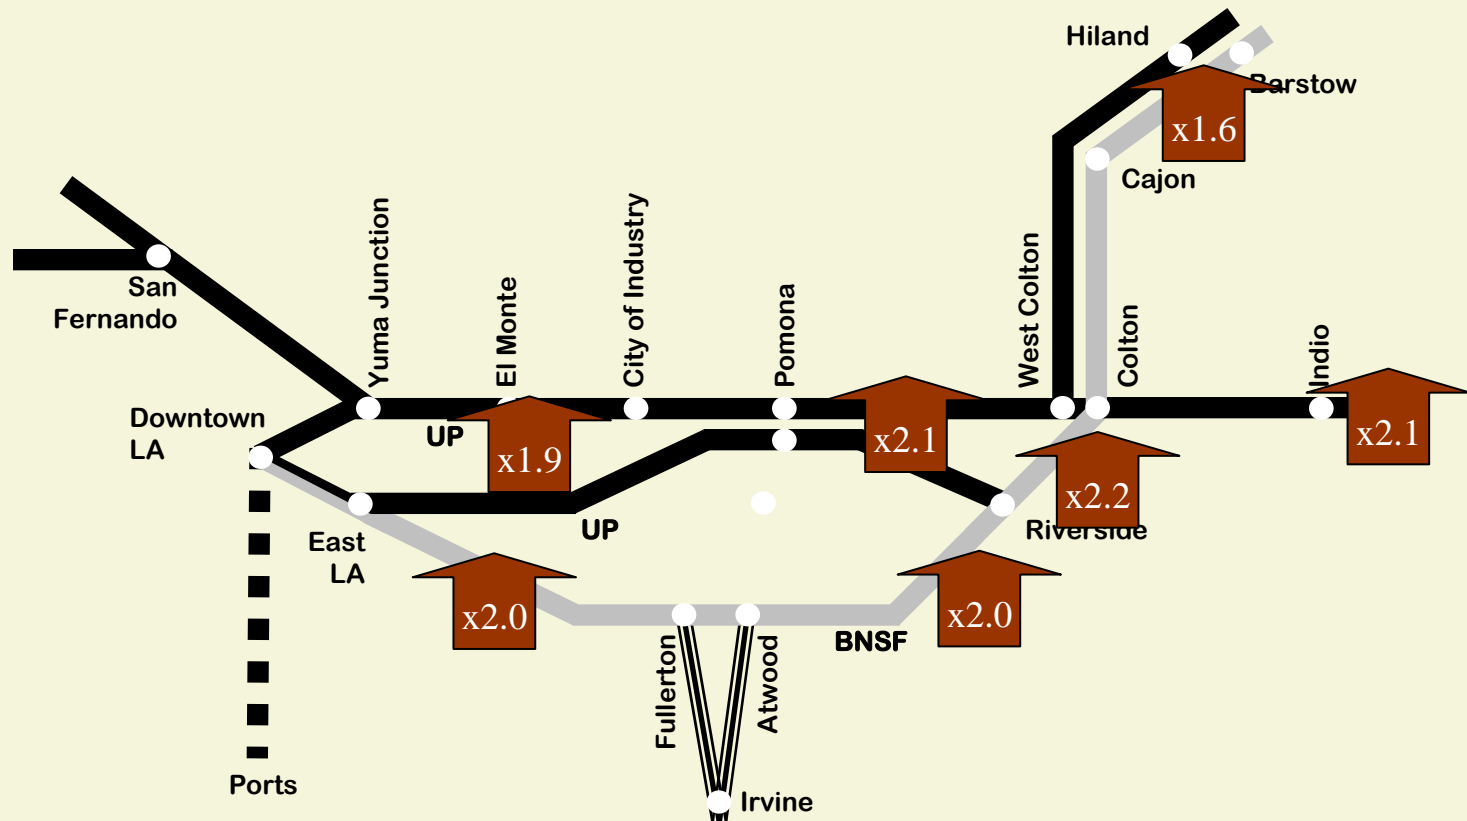 Hiland
Barstow
x1.6
Cajon
Yuma Junction
El Monte
City of Industry
Pomona
West Colton
Colton
Indio
San
Fernando
Downtown
LA
UP
x1.9
x2.1
x2.1
x2.2
UP
Riverside
East
LA
x2.0
x2.0
BNSF
Fullerton
Atwood
Ports
Irvine